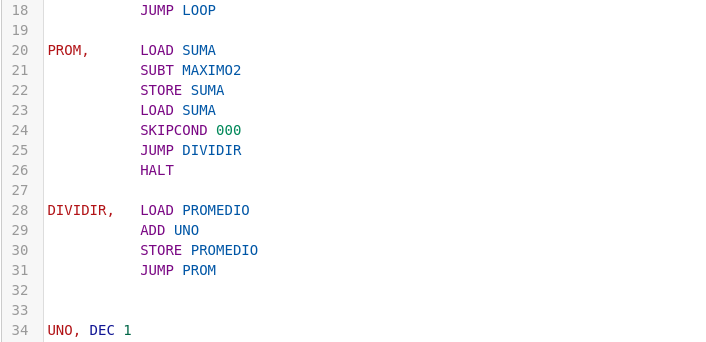 18 JUMP LOOP
19
20 PROM, LOAD SUMA
21 SUBT MAXIMO2
22 STORE SUMA
23 LOAD SUMA
24 SKIPCOND 000
25 JUMP DIVIDIR
26 HALT
27
28 DIVIDIR, LOAD PROMEDIO
29 ADD UNO
30 STORE PROMEDIO
31 JUMP PROM
32
33
34 UNO, DEC 1